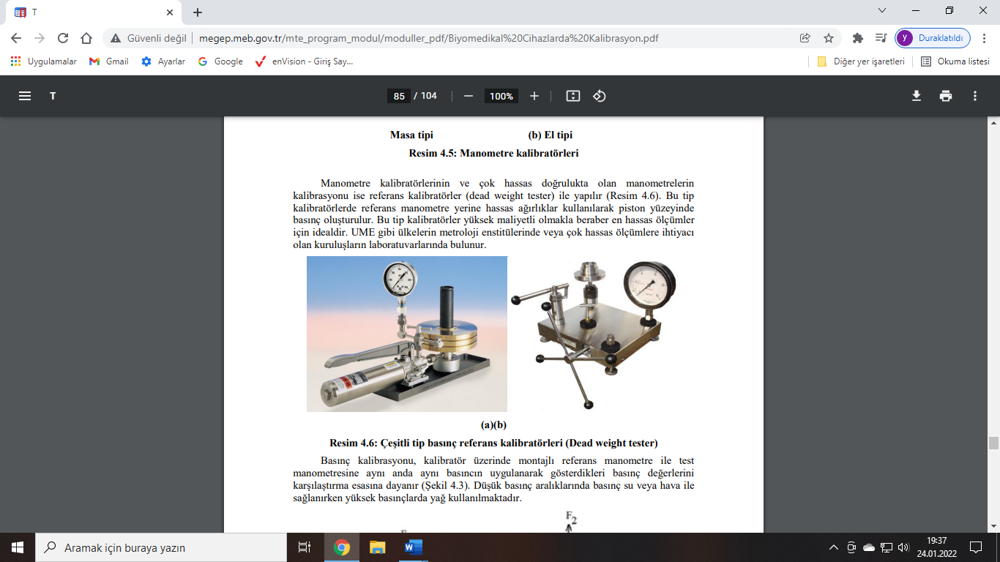 T
Güvenli değil
megep.meb.gov.tr/mte_program_modul/moduller_pdf/Biyomedikal%20Cihazlarda%20Kalibrasyon.pdf
y Duraklatıldı
Uygulamalar
Gmail
Ayarlar
Google
enVision - Giriş Say...
Diğer yer işaretleri
Okuma listesi
T
85 / 104
100%
Masa tipi (b) El tipi
Resim 4.5: Manometre kalibratörleri
Manometre kalibratörlerinin ve çok hassas doğrulukta olan manometrelerin
kalibrasyonu ise referans kalibratörler (dead weight tester) ile yapılır (Resim 4.6). Bu tip
kalibratörlerde referans manometre yerine hassas ağırlıklar kullanılarak piston yüzeyinde
basınç oluşturulur. Bu tip kalibratörler yüksek maliyetli olmakla beraber en hassas ölçümler
için idealdir. UME gibi ülkelerin metroloji enstitülerinde veya çok hassas ölçümlere ihtiyacı
olan kuruluşların laboratuvarlarında bulunur.
(a)(b)
Resim 4.6: Çeşitli tip basınç referans kalibratörleri (Dead weight tester)
Basınç kalibrasyonu, kalibratör üzerinde montajlı referans manometre ile test
manometresine aynı anda aynı basıncın uygulanarak gösterdikleri basınç değerlerini
karşılaştırma esasına dayanır (Şekil 4.3). Düşük basınç aralıklarında basınç su veya hava ile
sağlanırken yüksek basınçlarda yağ kullanılmaktadır.
F2
Aramak için buraya yazın
19:37
24.01.2022